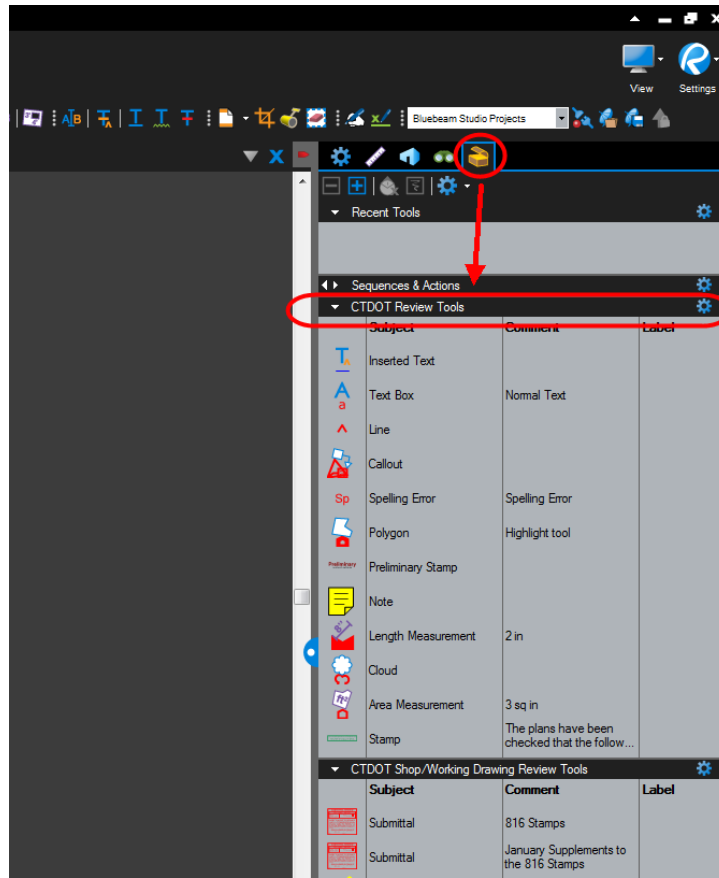 View Settings
Bluebeam Studio Projects
Recent Tools
Sequences & Actions
CTDOT Review Tools
Subject Comment Label
Inserted Text
Text Box Normal Text
Line
Callout
Sp Spelling Error Spelling Error
Polygon Highlight tool
Preliminary Preliminary Stamp
Note
Length Measurement 2 in
Cloud
Area Measurement 3 sq in
Stamp The plans have been
checked that the follow...
CTDOT Shop/Working Drawing Review Tools
Subject Comment Label
Submittal 816 Stamps
Submittal January Supplements to
the 816 Stamps